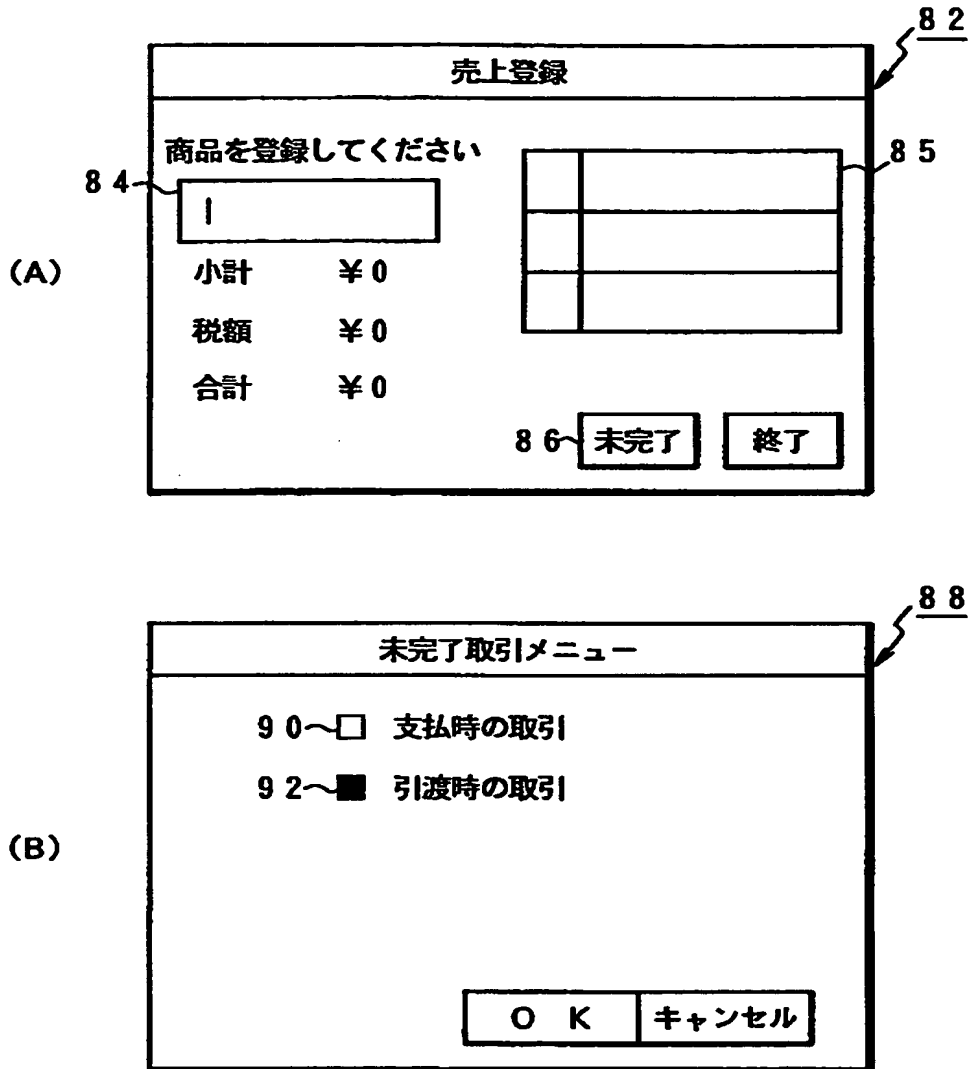 ８２
売上登録
商品を登録してください
８４
８５
(A)
小計 ￥０
税額 ￥０
合計 ￥０
８６ 未完了 終了
８８
未完了取引メニュー
９０ 支払時の取引
９２ 引渡時の取引
(B)
ＯＫ キャンセル